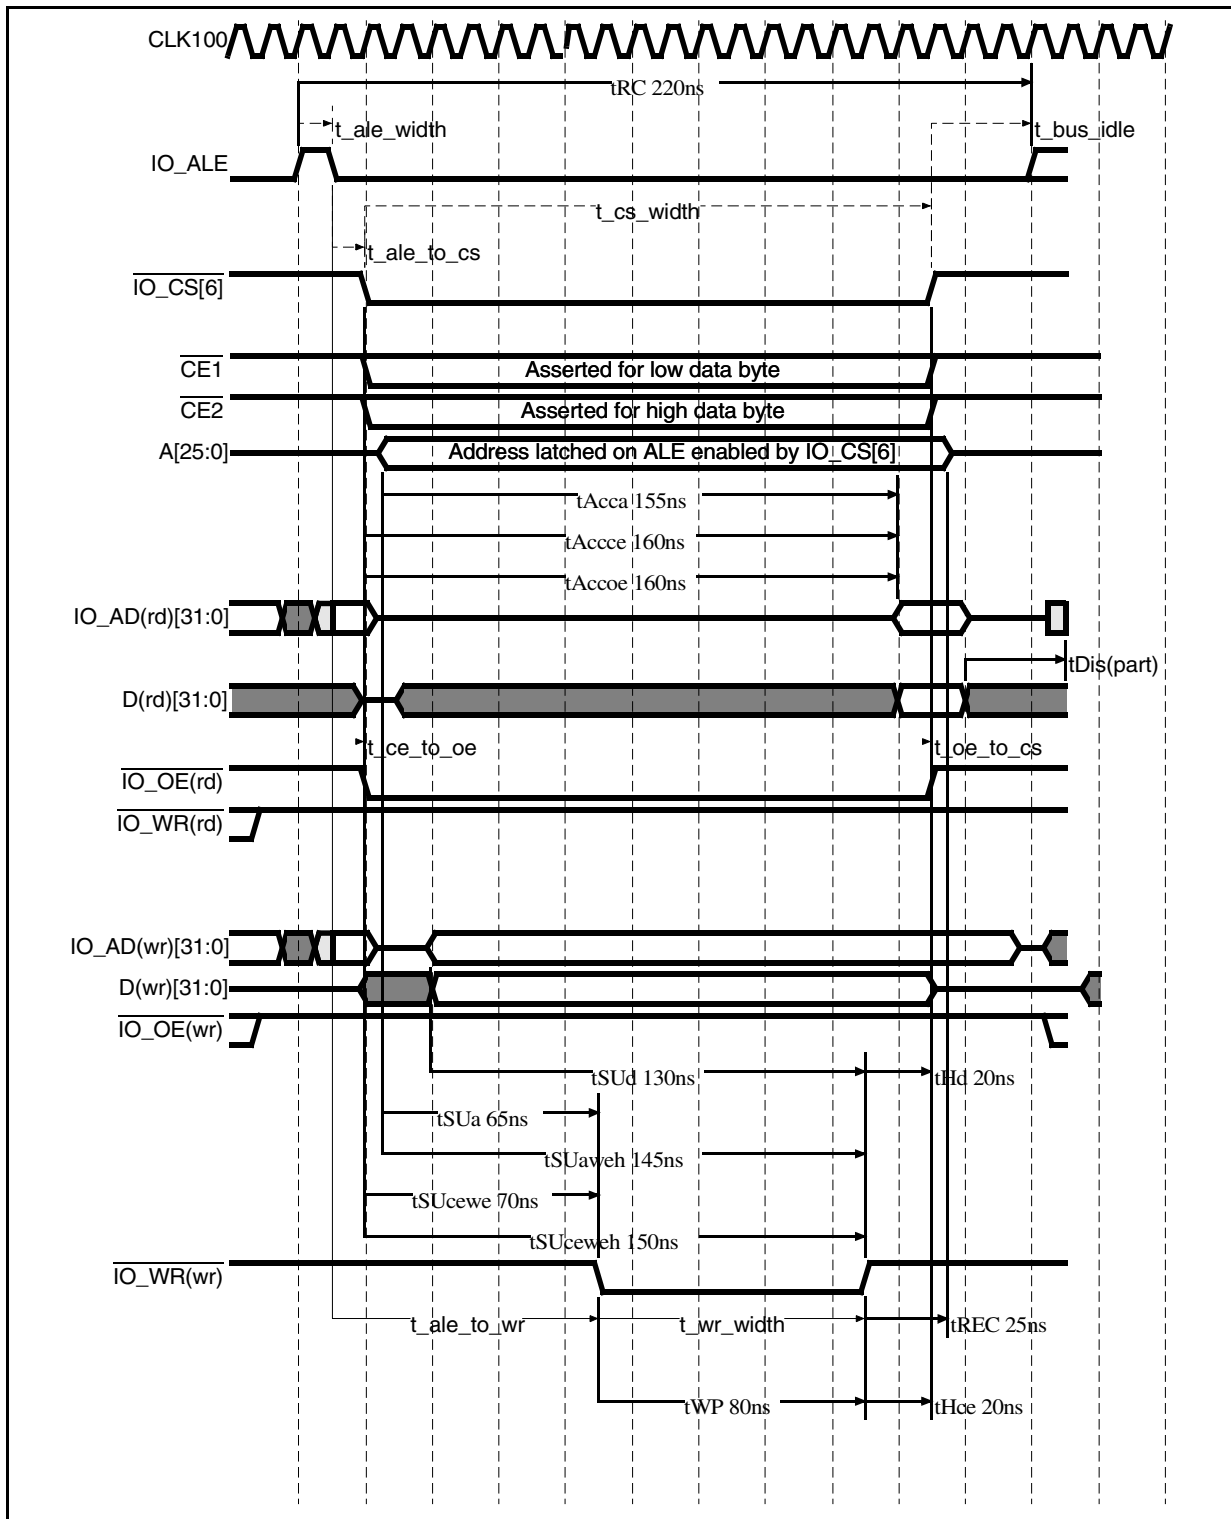 CLK100
tRC 220ns
t_ale_width
t_bus_idle
IO_ALE
t_cs_width
t_ale_to_cs
IO_CS[6]
CE1
Asserted for low data byte
CE2
Asserted for high data byte
A[25:0]
Address latched on ALE enabled by IO_CS[6]
tAcca 155ns
tAccce 160ns
tAccoe 160ns
IO_AD(rd)[31:0]
tDis(part)
D(rd)[31:0]
t_ce_to_oe
t_oe_to_cs
IO_OE(rd)
IO_WR(rd)
IO_AD(wr)[31:0]
D(wr)[31:0]
IO_OE(wr)
tSUd 130ns
tHd 20ns
tSUa 65ns
tSUaweh 145ns
tSUcewe 70ns
tSUceweh 150ns
IO_WR(wr)
t_ale_to_wr
t_wr_width
tREC 25ns
tWP 80ns
tHce 20ns